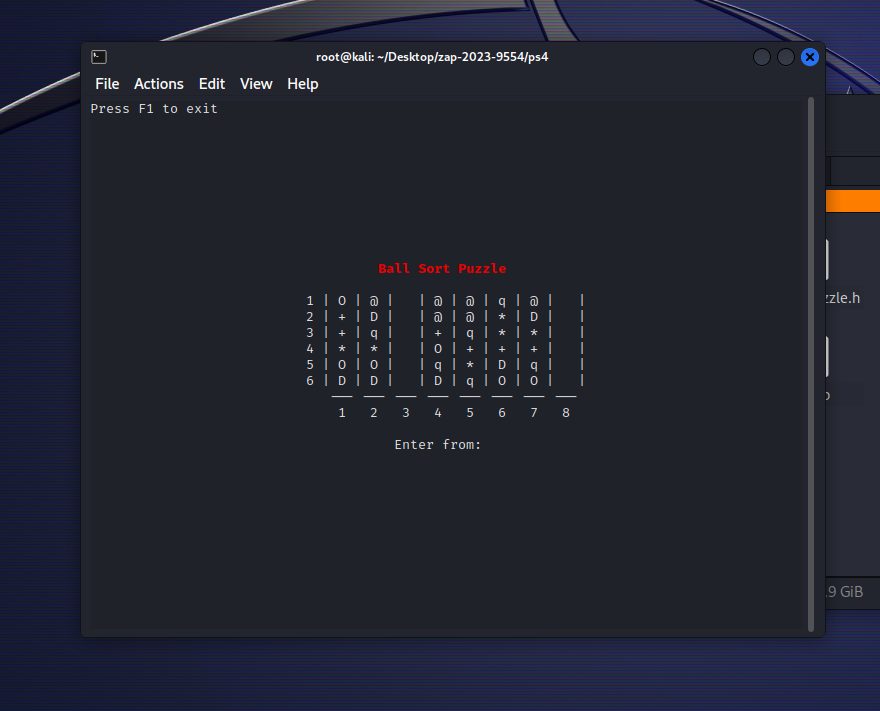 root@kali: ~/Desktop/zap-2023-9554/ps4
File Actions Edit View Help
Press F1 to exit
Ball Sort Puzzle
1 | O | @ |   | @ | @ | q | @ |   |
2 | + | D |   | @ | @ | * | D |   |
3 | + | q |   | + | q | * | * |   |
4 | * | * |   | O | + | + | + |   |
5 | O | O |   | q | * | D | q |   |
6 | D | D |   | D | q | O | O |   |
1 2 3 4 5 6 7 8
Enter from:
zle.h
.9 GiB